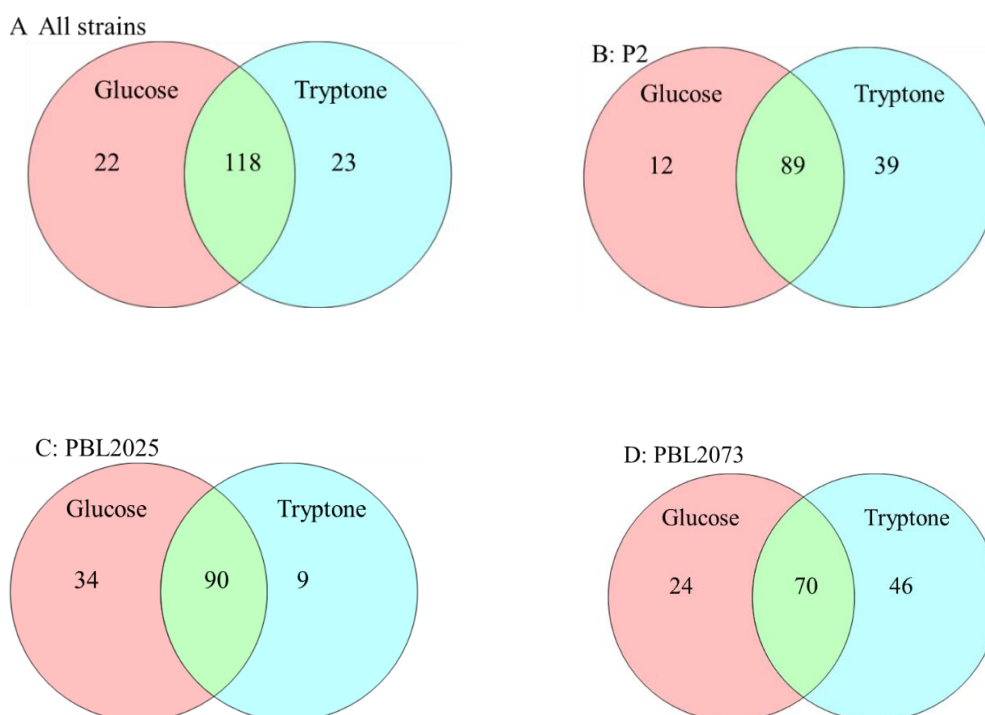 A All strains
Glucose Tryptone
22 118 23
B: P2
Glucose Tryptone
12 89 39
C: PBL2025
Glucose Tryptone
34 90 9
D: PBL2073
Glucose Tryptone
24 70 46